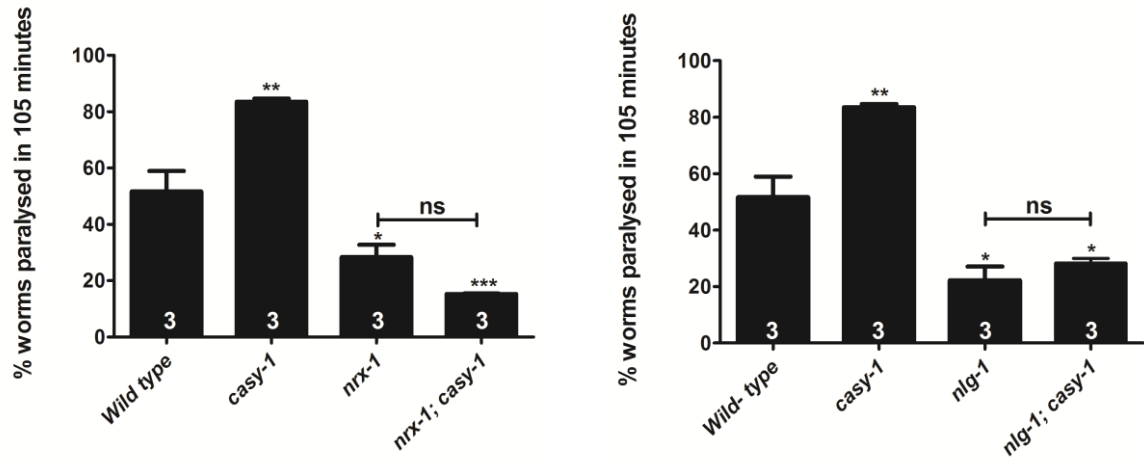 % worms paralysed in 105 minutes
100
80
60
40
20
0
**
ns
*
***
3
3
3
3
Wild type
casy-1
nrx-1
nrx-1; casy-1
% worms paralysed in 105 minutes
100
80
60
40
20
0
**
ns
*
*
3
3
3
3
Wild- type
casy-1
nlg-1
nlg-1; casy-1